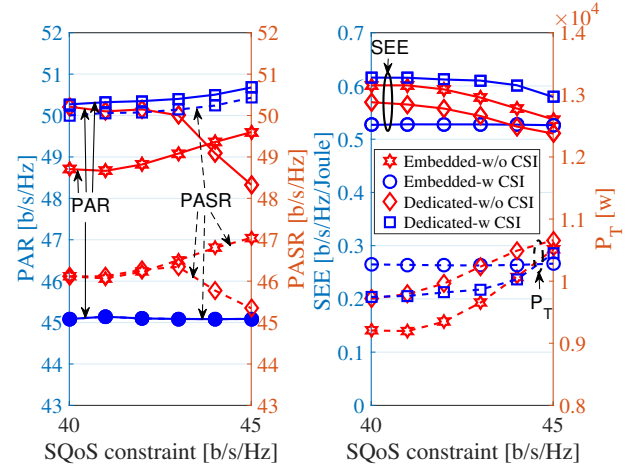 ×10⁴
52
51
50
49
48
47
46
45
44
43
40
45
PAR [b/s/Hz]
PAR
PASR
52
51
50
49
48
47
46
45
44
43
PASR [b/s/Hz]
SQoS constraint [b/s/Hz]
0.7
0.6
0.5
0.4
0.3
0.2
0.1
0
40
45
SEE [b/s/Hz/Joule]
SEE
Embedded-w/o CSI
Embedded-w CSI
Dedicated-w/o CSI
Dedicated-w CSI
P_T
1.4
1.3
1.2
1.1
1
0.9
0.8
P_T [w]
SQoS constraint [b/s/Hz]